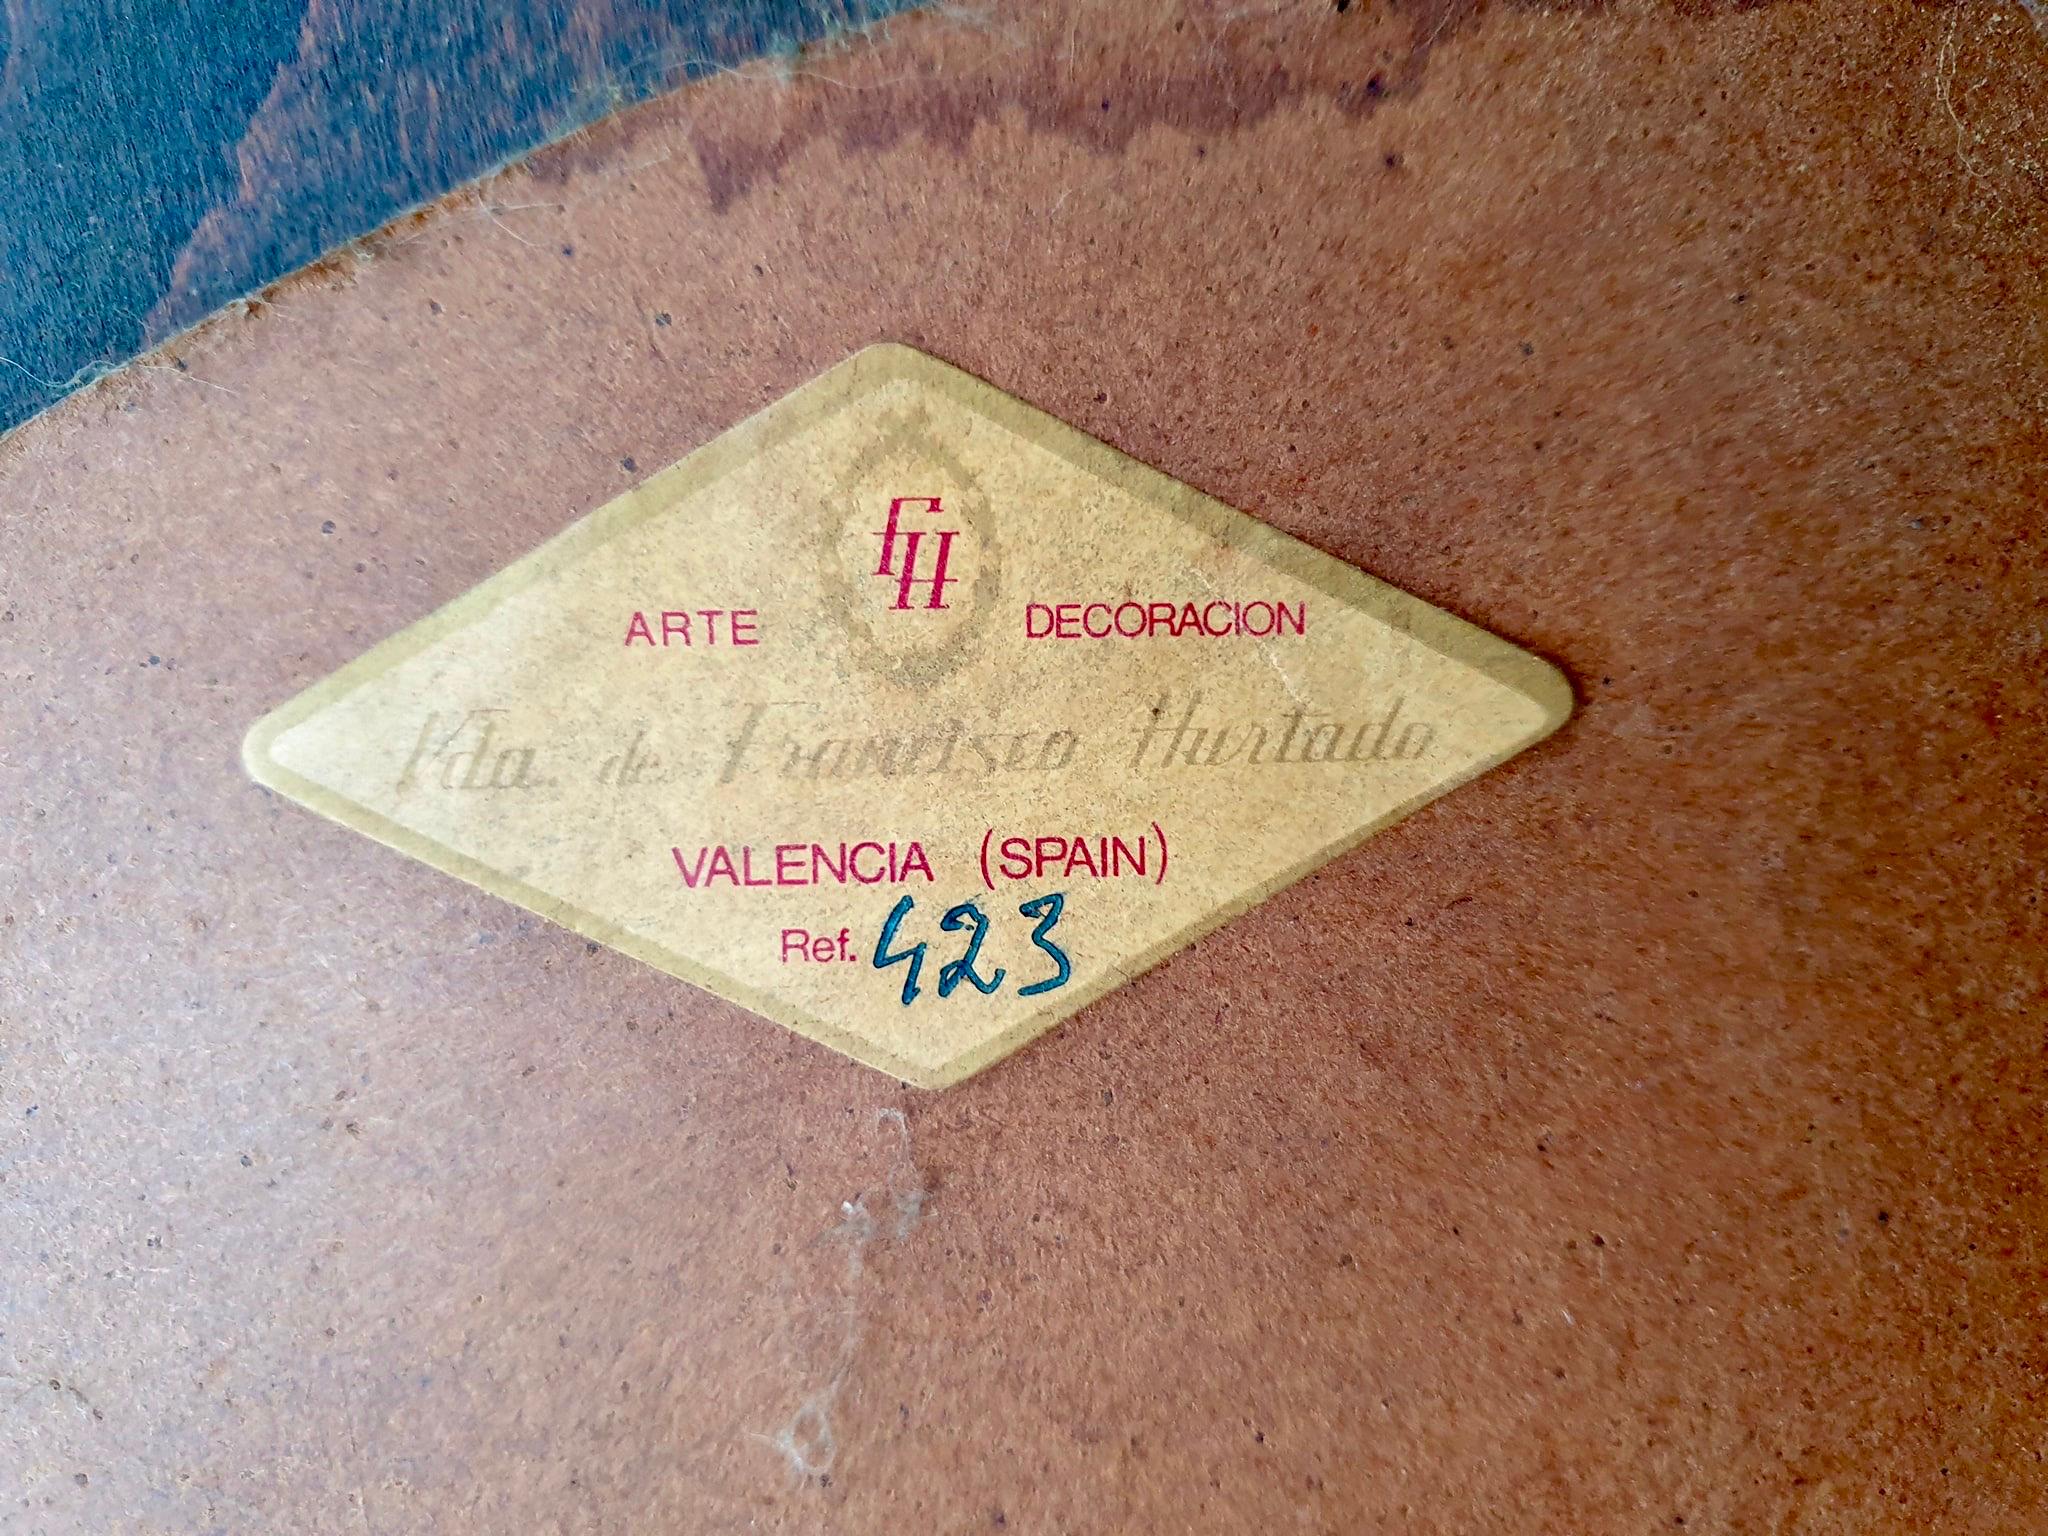 FH
ARTE DECORACION
Vda. de Francisco Hurtado
VALENCIA (SPAIN)
Ref. 423